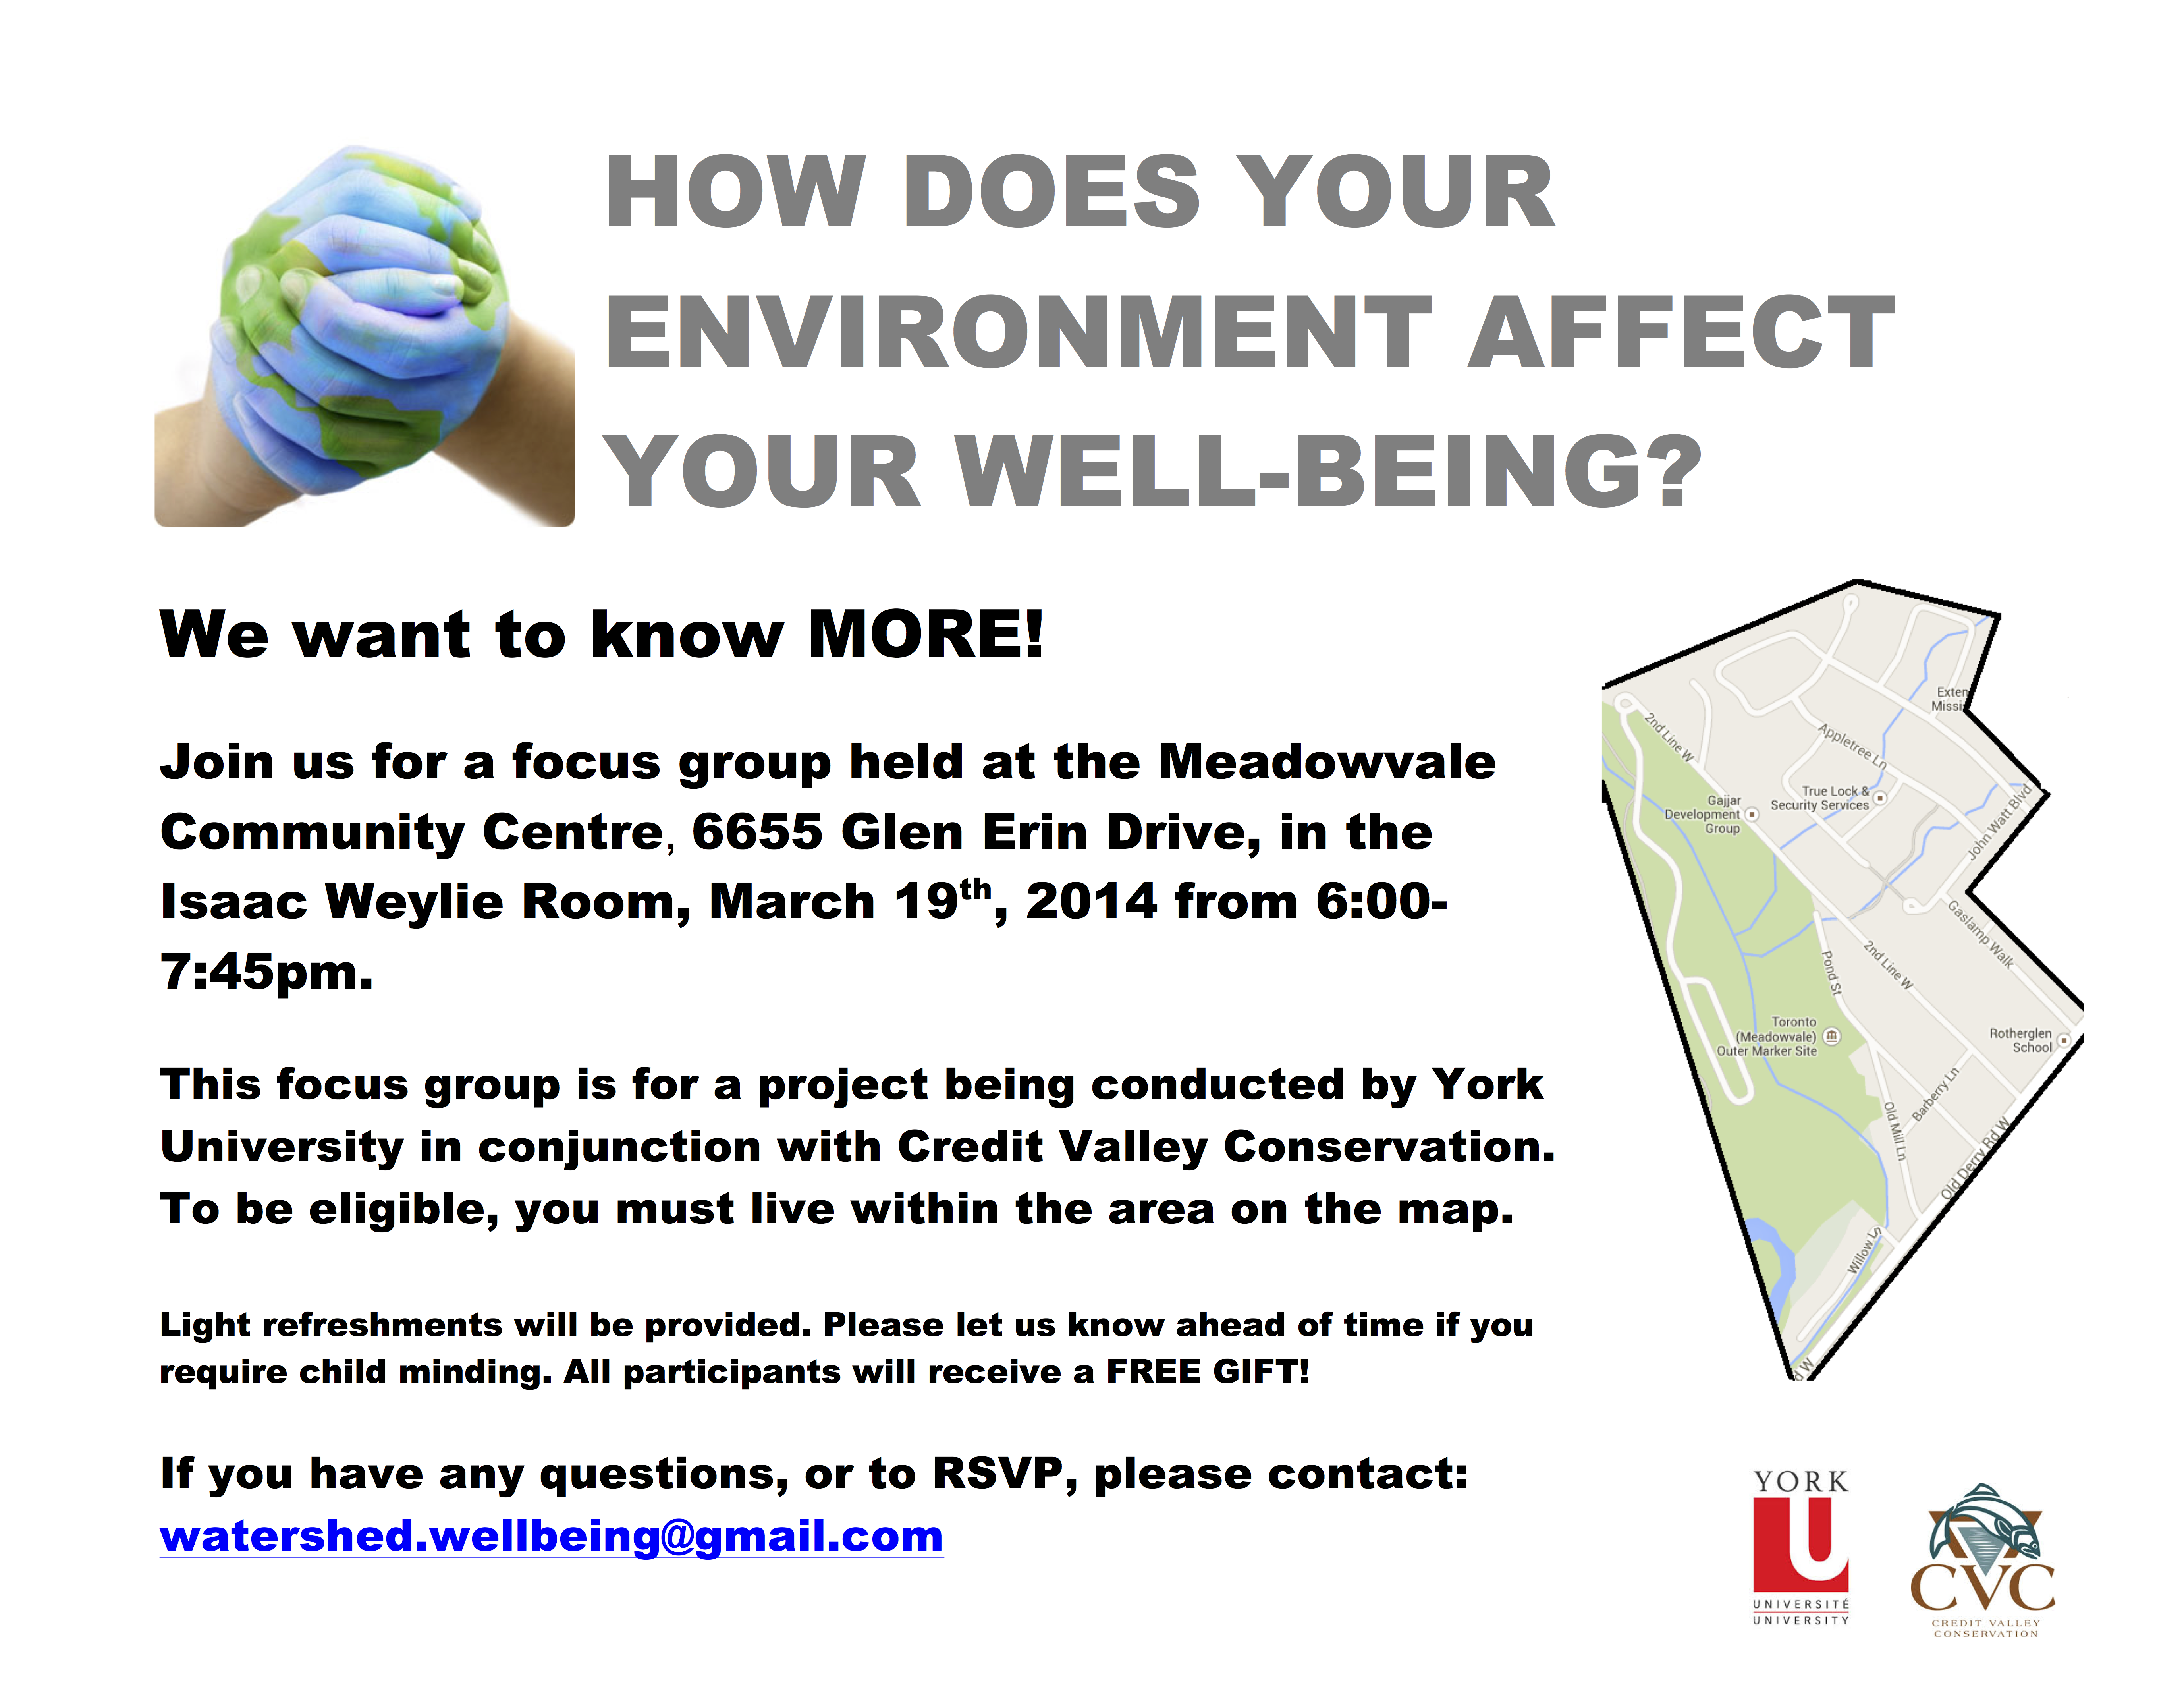 HOW DOES YOUR
ENVIRONMENT AFFECT
YOUR WELL-BEING?
We want to know MORE!
Join us for a focus group held at the Meadowvale
Community Centre, 6655 Glen Erin Drive, in the
Isaac Weylie Room, March 19th, 2014 from 6:00-
7:45pm.
This focus group is for a project being conducted by York
University in conjunction with Credit Valley Conservation.
To be eligible, you must live within the area on the map.
Light refreshments will be provided. Please let us know ahead of time if you
require child minding. All participants will receive a FREE GIFT!
If you have any questions, or to RSVP, please contact:
watershed.wellbeing@gmail.com
Exten
Missi
2nd Line W
Appletree Ln
True Lock &
Security Services
Gajjar
Development
Group
John Watt Blvd
Gaslamp Walk
2nd Line W
Pond St
Toronto
(Meadowvale)
Outer Marker Site
Rotherglen
School
Barberry Ln
Old Mill Ln
Old Derry Rd W
Willow Ln
d W
YORK
U
UNIVERSITÉ
UNIVERSITY
CVC
CREDIT VALLEY
CONSERVATION